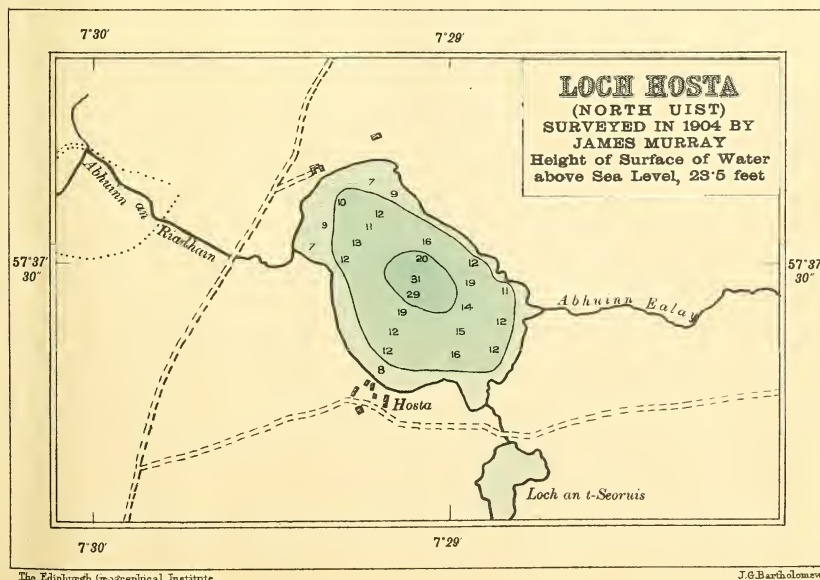 7°30' 7°29'
LOCH HOSTA
(NORTH UIST)
SURVEYED IN 1904 BY
JAMES MURRAY
Height of Surface of Water
above Sea Level, 23·5 feet
Abhuinn an Riadhain
57°37'
30"
57°37'
30"
7
9
10
12
9
11
13
16
7
12
20
12
31
19
11
29
14
19
12
12
15
12
16
12
8
Abhuinn Ealay
Hosta
Loch an t-Seoruis
7°30' 7°29'
The Edinburgh Geographical Institute
J.G.Bartholomew